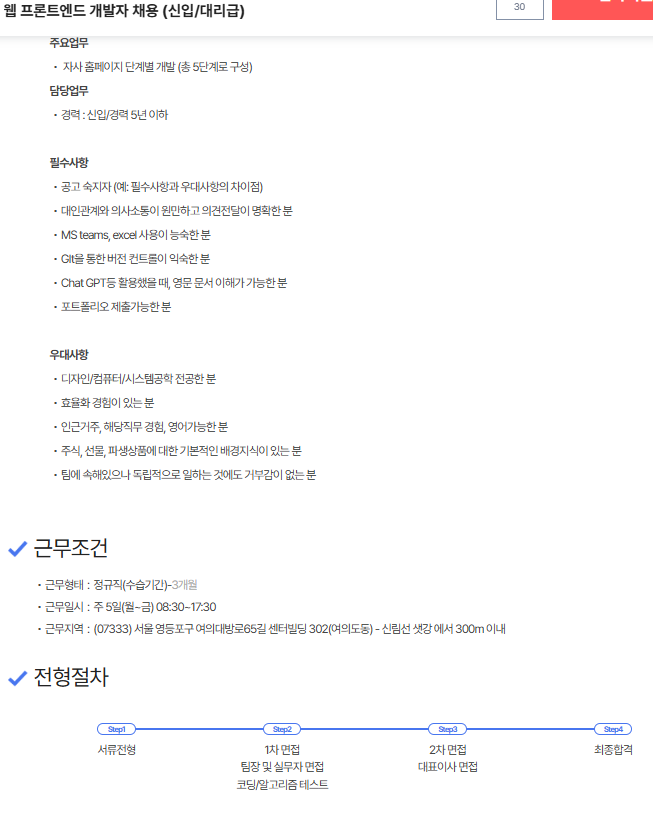 웹 프론트엔드 개발자 채용 (신입/대리급)
30
주요업무
• 자사 홈페이지 단계별 개발 (총 5단계로 구성)
담당업무
• 경력 : 신입/경력 5년 이하
필수사항
• 공고 숙지자 (예: 필수사항과 우대사항의 차이점)
• 대인관계와 의사소통이 원만하고 의견전달이 명확한 분
• MS teams, excel 사용이 능숙한 분
• GIt을 통한 버전 컨트롤이 익숙한 분
• Chat GPT등 활용했을 때, 영문 문서 이해가 가능한 분
• 포트폴리오 제출가능한 분
우대사항
• 디자인/컴퓨터/시스템공학 전공한 분
• 효율화 경험이 있는 분
• 인근거주, 해당직무 경험, 영어가능한 분
• 주식, 선물, 파생상품에 대한 기본적인 배경지식이 있는 분
• 팀에 속해있으나 독립적으로 일하는 것에도 거부감이 없는 분
근무조건
• 근무형태 : 정규직(수습기간)-3개월
• 근무일시 : 주 5일(월~금) 08:30~17:30
• 근무지역 : (07333) 서울 영등포구 여의대방로65길 센터빌딩 302(여의도동) - 신림선 샛강 에서 300m 이내
전형절차
Step1
서류전형
Step2
1차 면접
팀장 및 실무자 면접
코딩/알고리즘 테스트
Step3
2차 면접
대표이사 면접
Step4
최종합격